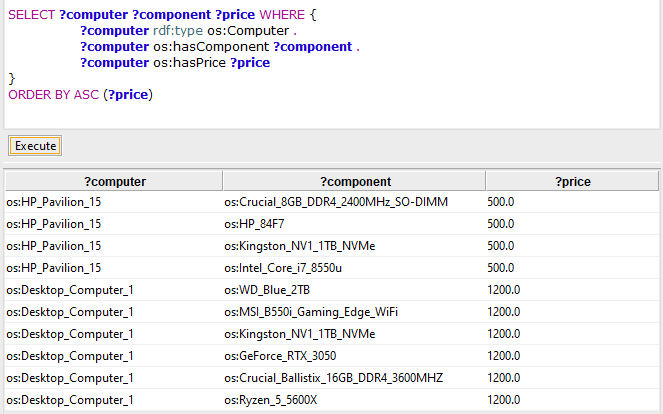 SELECT ?computer ?component ?price WHERE {
?computer rdf:type os:Computer .
?computer os:hasComponent ?component .
?computer os:hasPrice ?price
}
ORDER BY ASC (?price)
Execute
?computer ?component ?price
os:HP_Pavilion_15 os:Crucial_8GB_DDR4_2400MHz_SO-DIMM 500.0
os:HP_Pavilion_15 os:HP_84F7 500.0
os:HP_Pavilion_15 os:Kingston_NV1_1TB_NVMe 500.0
os:HP_Pavilion_15 os:Intel_Core_i7_8550u 500.0
os:Desktop_Computer_1 os:WD_Blue_2TB 1200.0
os:Desktop_Computer_1 os:MSI_B550i_Gaming_Edge_WiFi 1200.0
os:Desktop_Computer_1 os:Kingston_NV1_1TB_NVMe 1200.0
os:Desktop_Computer_1 os:GeForce_RTX_3050 1200.0
os:Desktop_Computer_1 os:Crucial_Ballistix_16GB_DDR4_3600MHZ 1200.0
os:Desktop_Computer_1 os:Ryzen_5_5600X 1200.0